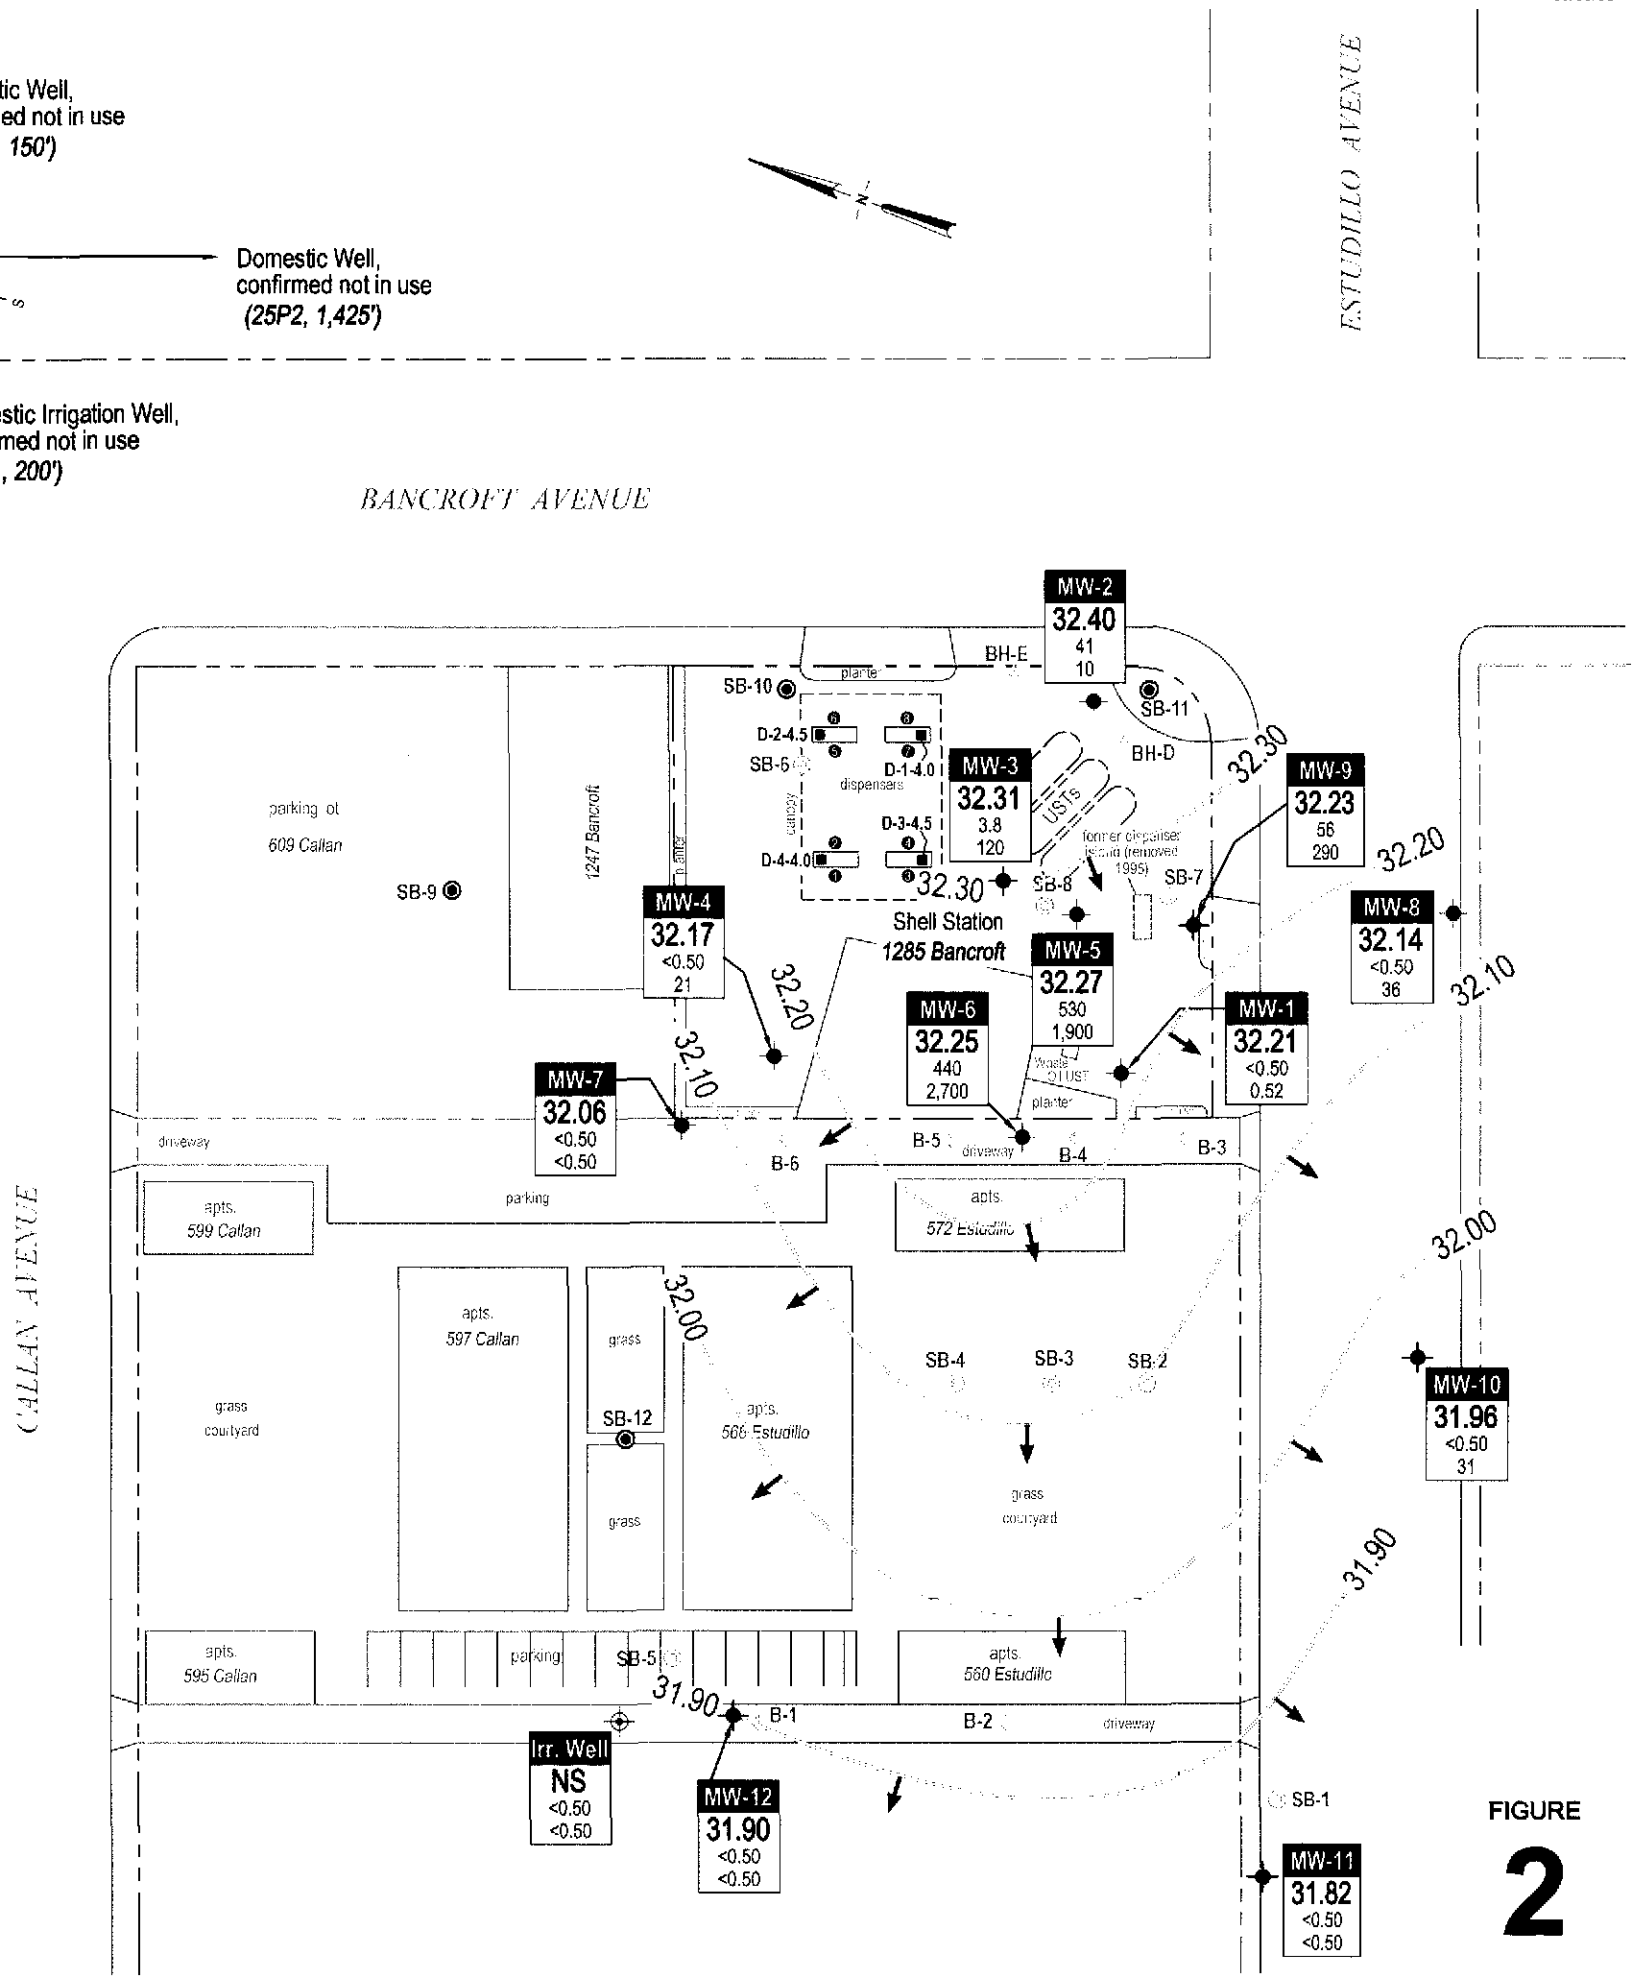 tic Well,
ed not in use
150')
N
Domestic Well,
confirmed not in use
(25P2, 1,425')
S
ESTUDILLO AVENUE
stic Irrigation Well,
med not in use
, 200')
BANCROFT AVENUE
MW-2
32.40
41
10
BH-E
planter
SB-10
SB-11
6
8
D-2-4.5
5
7
D-1-4.0
SB-6
dispensers
canopy
BH-D
32.30
MW-3
32.31
3.8
120
USTs
MW-9
32.23
56
290
parking lot
609 Callan
1247 Bancroft
planter
D-3-4.5
2
4
D-4-4.0
1
3
former dispenser
island (removed
1995)
32.20
SB-9
32.30
SB-8
SB-7
MW-4
32.17
<0.50
21
Shell Station
1285 Bancroft
MW-8
32.14
<0.50
36
MW-5
32.27
530
1,900
32.20
32.10
MW-6
32.25
440
2,700
MW-1
32.21
<0.50
0.52
32.10
MW-7
32.06
<0.50
<0.50
Waste
Oil UST
planter
driveway
B-6
B-5
driveway
B-4
B-3
CALLAN AVENUE
apts.
599 Callan
parking
apts.
572 Estudillo
32.00
32.00
apts.
597 Callan
grass
SB-4
SB-3
SB-2
MW-10
31.96
<0.50
31
grass
courtyard
SB-12
apts.
566 Estudillo
grass
grass
courtyard
31.90
apts.
595 Callan
parking
SB-5
apts.
560 Estudillo
31.90
B-1
B-2
driveway
Irr. Well
NS
<0.50
<0.50
MW-12
31.90
<0.50
<0.50
SB-1
FIGURE
2
MW-11
31.82
<0.50
<0.50